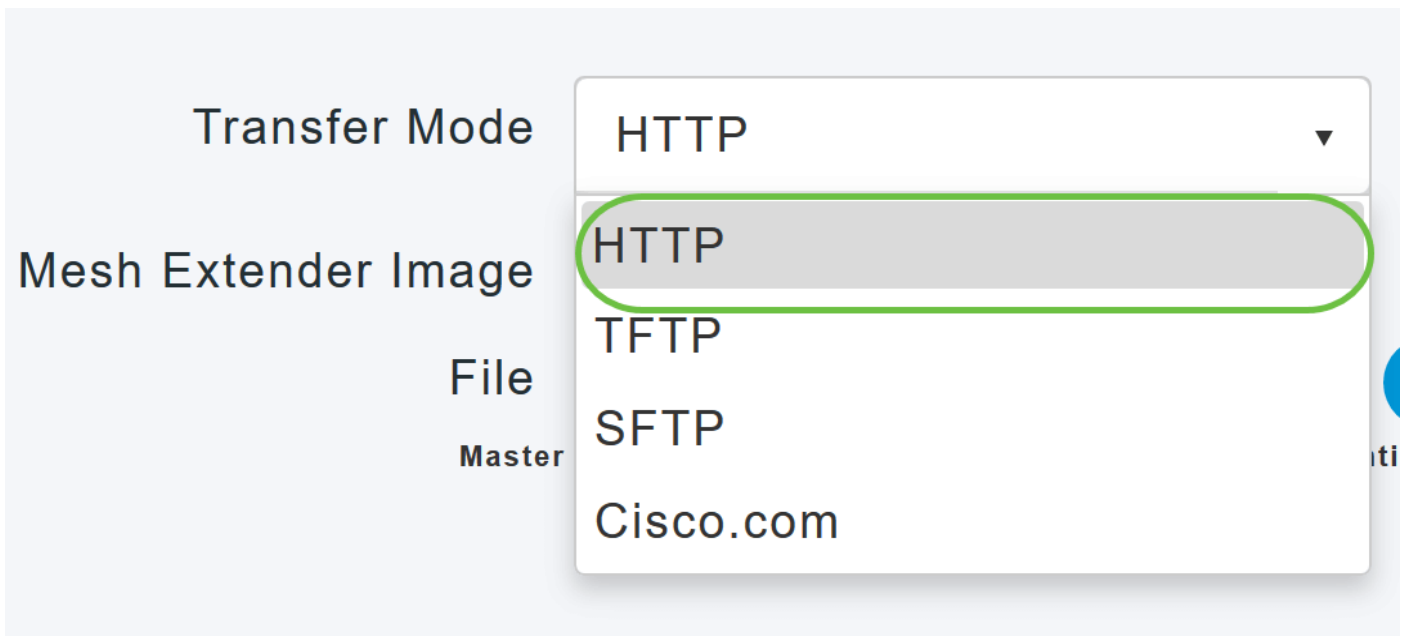 Transfer Mode HTTP
HTTP
Mesh Extender Image
TFTP
File
SFTP
Master
Cisco.com